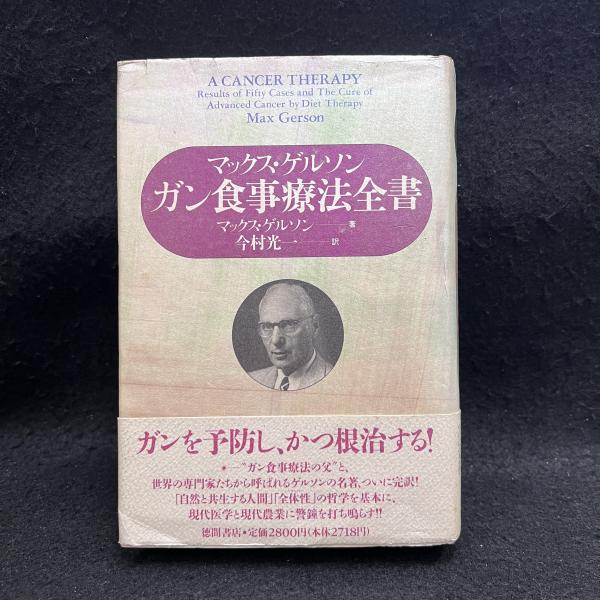 A CANCER THERAPY
Results of Fifty Cases and The Cure of
Advanced Cancer by Diet Therapy
Max Gerson
マックス・ゲルソン
ガン食事療法全書
マックス・ゲルソン——著
今村光一——訳
ガンを予防し、かつ根治する!
●—"ガン食事療法の父"と、
世界の専門家たちから呼ばれるゲルソンの名著、ついに完訳!
「自然と共生する人間」「全体性」の哲学を基本に、
現代医学と現代農業に警鐘を打ち鳴らす!!
徳間書店・定価2800円(本体2718円)